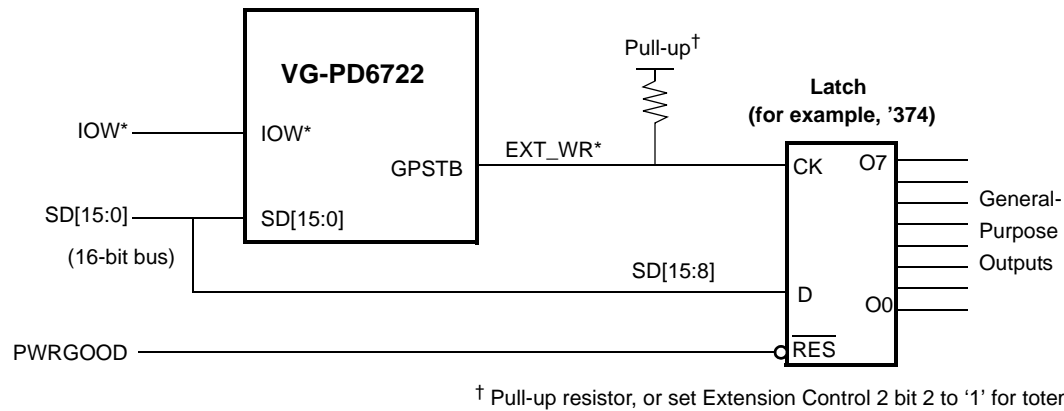 VG-PD6722
Pull-up†
Latch
(for example, '374)
IOW*
IOW*
EXT_WR*
GPSTB
CK
O7
SD[15:0]
SD[15:0]
(16-bit bus)
SD[15:8]
General-
Purpose
Outputs
D
O0
PWRGOOD
RES
† Pull-up resistor, or set Extension Control 2 bit 2 to '1' for